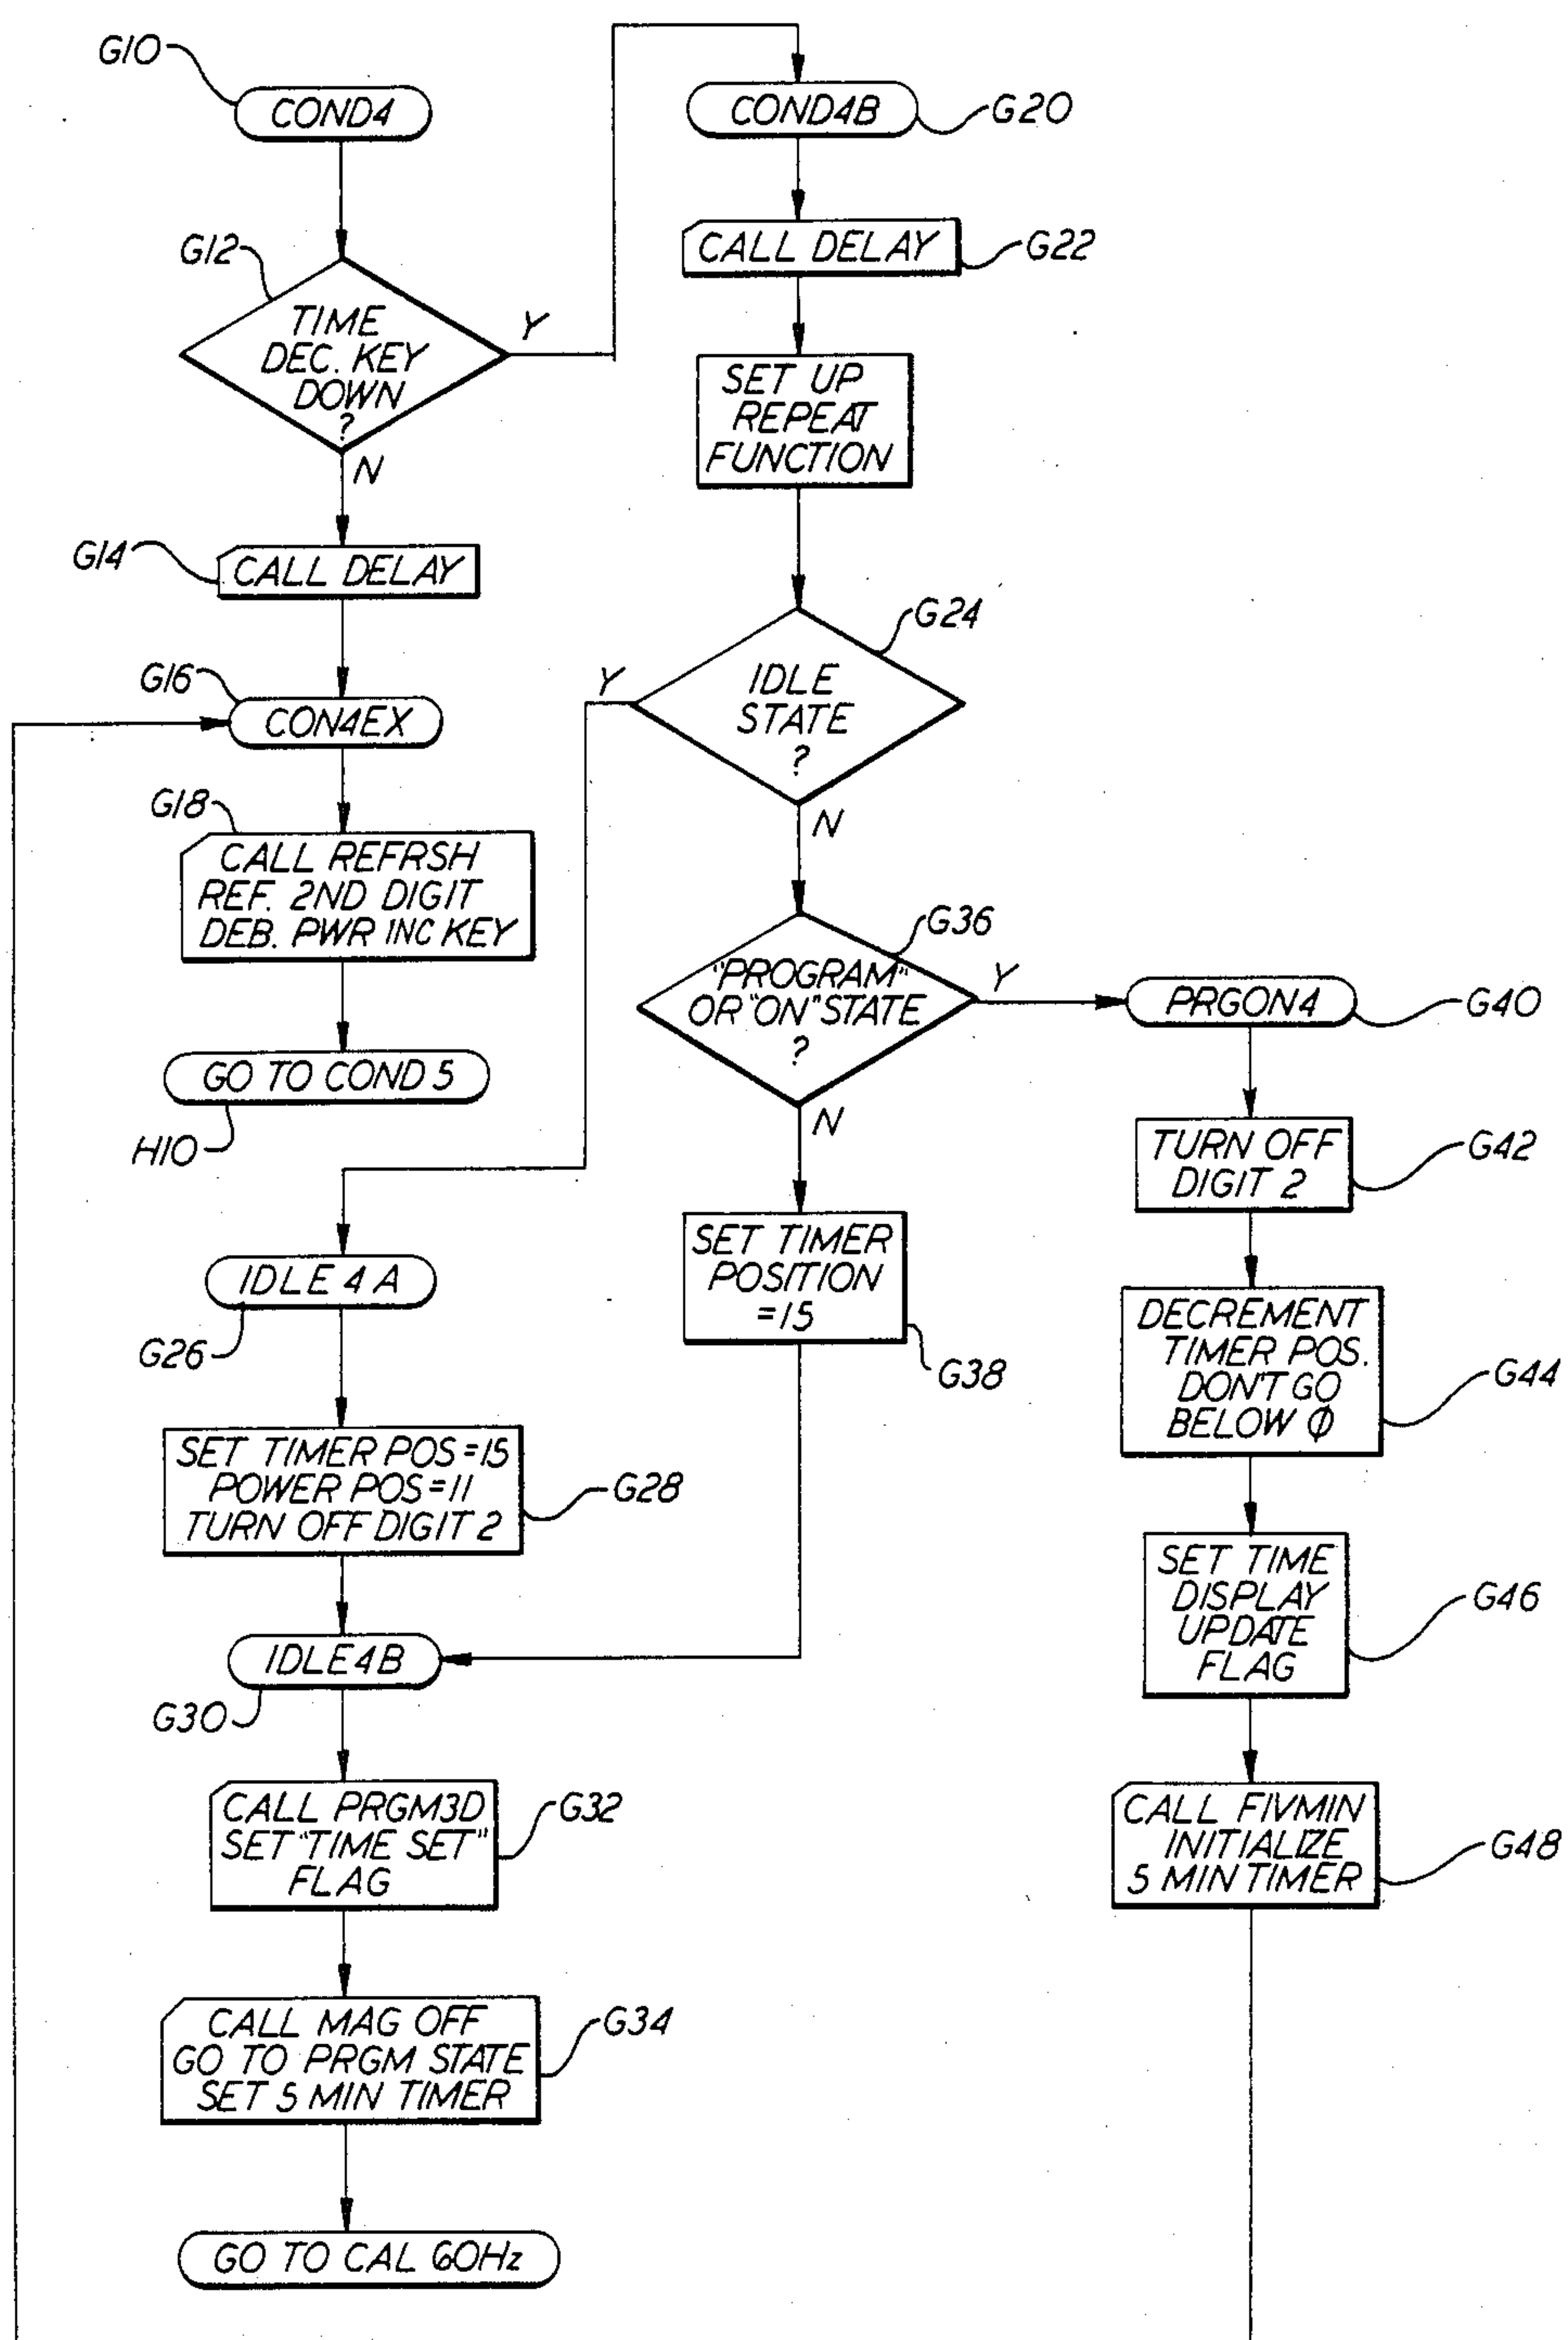 G10
COND4
G12
TIME
DEC. KEY
DOWN
?
Y
N
G14
CALL DELAY
G16
CON4EX
G18
CALL REFRSH
REF. 2ND DIGIT
DEB. PWR INC KEY
GO TO COND 5
H10
COND4B
G20
CALL DELAY
G22
SET UP
REPEAT
FUNCTION
G24
IDLE
STATE
?
Y
N
G36
"PROGRAM"
OR "ON" STATE
?
Y
N
SET TIMER
POSITION
=15
G38
IDLE 4A
G26
SET TIMER POS=15
POWER POS=11
TURN OFF DIGIT 2
G28
IDLE4B
G30
CALL PRGM3D
SET "TIME SET"
FLAG
G32
CALL MAG OFF
GO TO PRGM STATE
SET 5 MIN TIMER
G34
GO TO CAL 60Hz
PRGON4
G40
TURN OFF
DIGIT 2
G42
DECREMENT
TIMER POS.
DON'T GO
BELOW Ø
G44
SET TIME
DISPLAY
UPDATE
FLAG
G46
CALL FIVMIN
INITIALIZE
5 MIN TIMER
G48